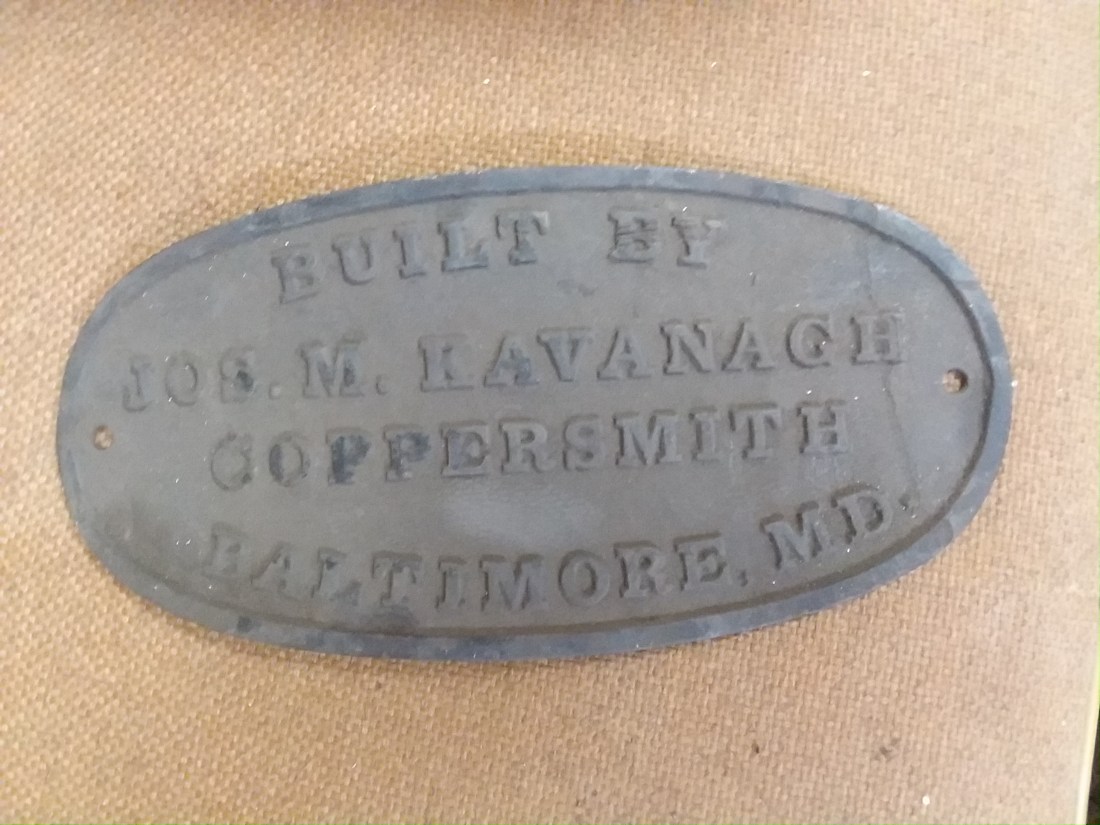 BUILT BY
JOS. M. KAVANAGH
COPPERSMITH
BALTIMORE, MD.